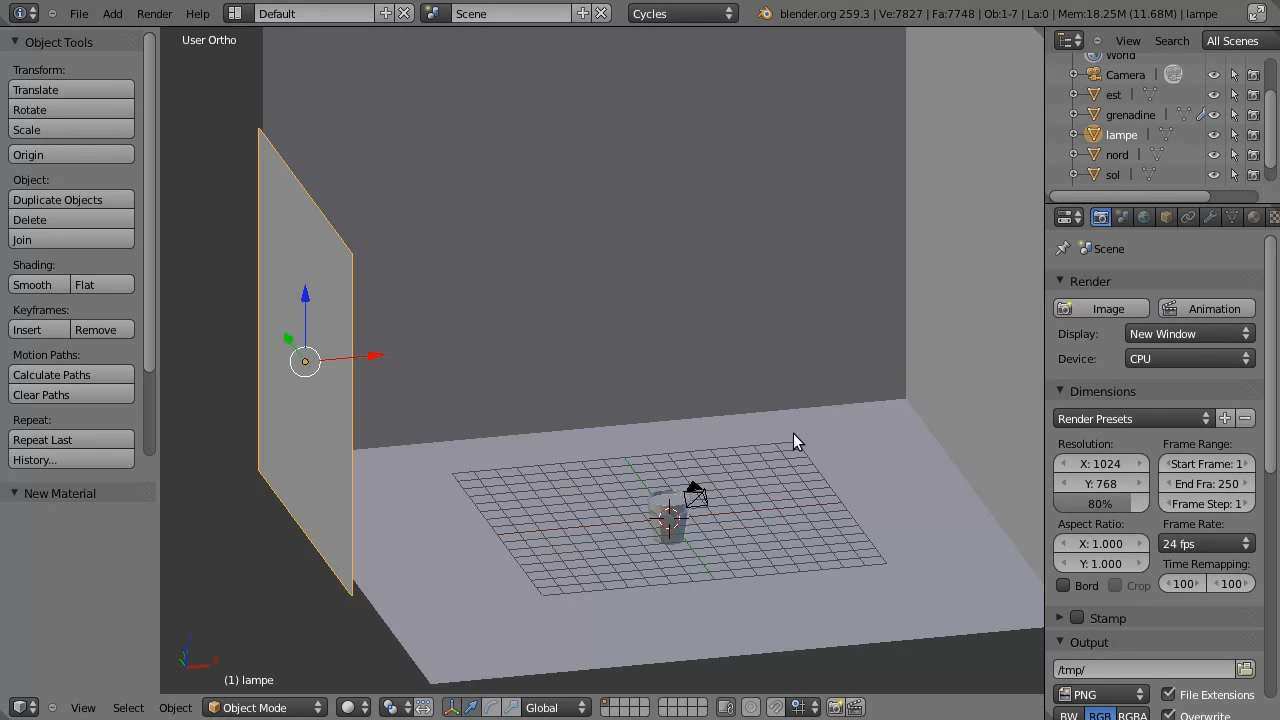 File Add Render Help Default Scene Cycles blender.org 259.3 | Ve:7827 | Fa:7748 | Ob:1-7 | La:0 | Mem:18.25M (11.68M) | lampe
Object Tools
Transform:
Translate
Rotate
Scale
Origin
Object:
Duplicate Objects
Delete
Join
Shading:
Smooth Flat
Keyframes:
Insert Remove
Motion Paths:
Calculate Paths
Clear Paths
Repeat:
Repeat Last
History...
New Material
User Ortho
(1) lampe
View Select Object Object Mode Global
View Search All Scenes
World
Camera
est
grenadine
lampe
nord
sol
Scene
Render
Image Animation
Display: New Window
Device: CPU
Dimensions
Render Presets
Resolution: Frame Range:
X: 1024 Start Frame: 1
Y: 768 End Fra: 250
80% Frame Step: 1
Aspect Ratio: Frame Rate:
X: 1.000 24 fps
Y: 1.000 Time Remapping:
Bord Crop 100 100
Stamp
Output
/tmp/
PNG File Extensions
BW RGB RGBA Overwrite